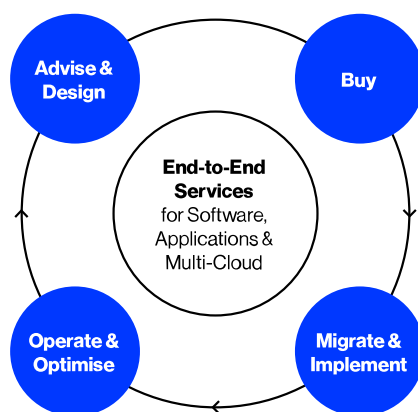 Advise &
Design
Buy
End-to-End
Services
for Software,
Applications &
Multi-Cloud
Operate &
Optimise
Migrate &
Implement